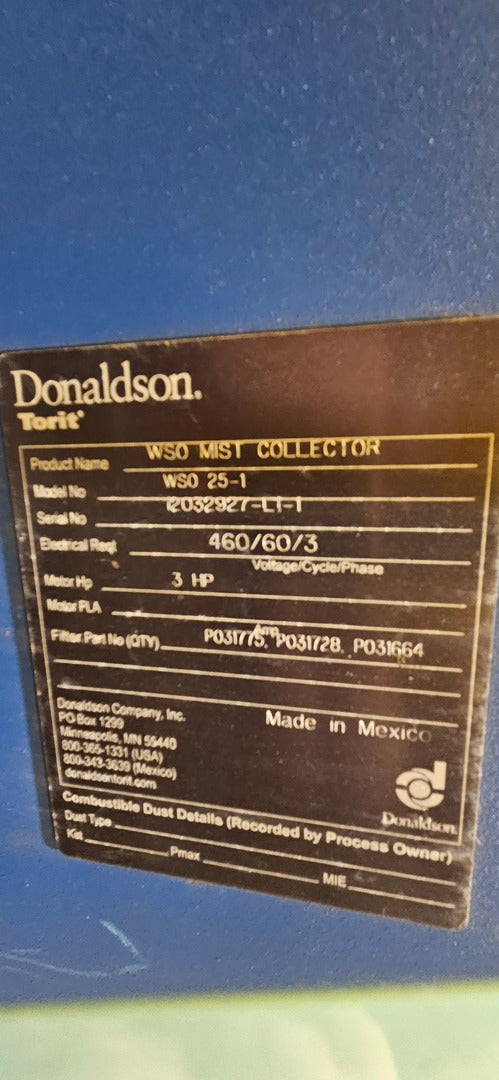 Donaldson.
Torit
Product Name WSO MIST COLLECTOR
Model No WSO 25-1
Serial No 12032927-L1-1
Electrical Reqt 460/60/3
Voltage/Cycle/Phase
Motor Hp 3 HP
Motor FLA
Amp
Filter Part No (QTY) P031775, P031728, P031664
Donaldson Company, Inc.
PO Box 1299
Minneapolis, MN 55440
800-365-1331 (USA)
800-343-3639 (Mexico)
donaldsontorit.com
Made in Mexico
Donaldson.
Combustible Dust Details (Recorded by Process Owner)
Dust Type
Kst Pmax MIE